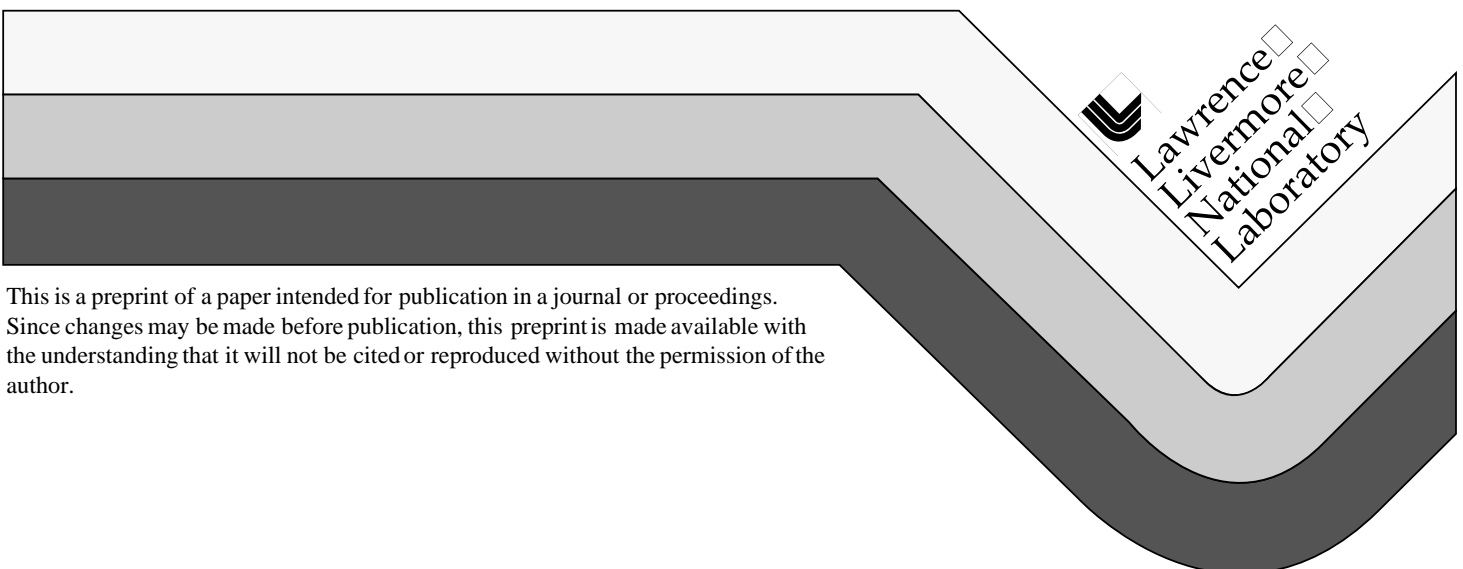 Lawrence
Livermore
National
Laboratory
This is a preprint of a paper intended for publication in a journal or proceedings.
Since changes may be made before publication, this preprint is made available with
the understanding that it will not be cited or reproduced without the permission of the
author.